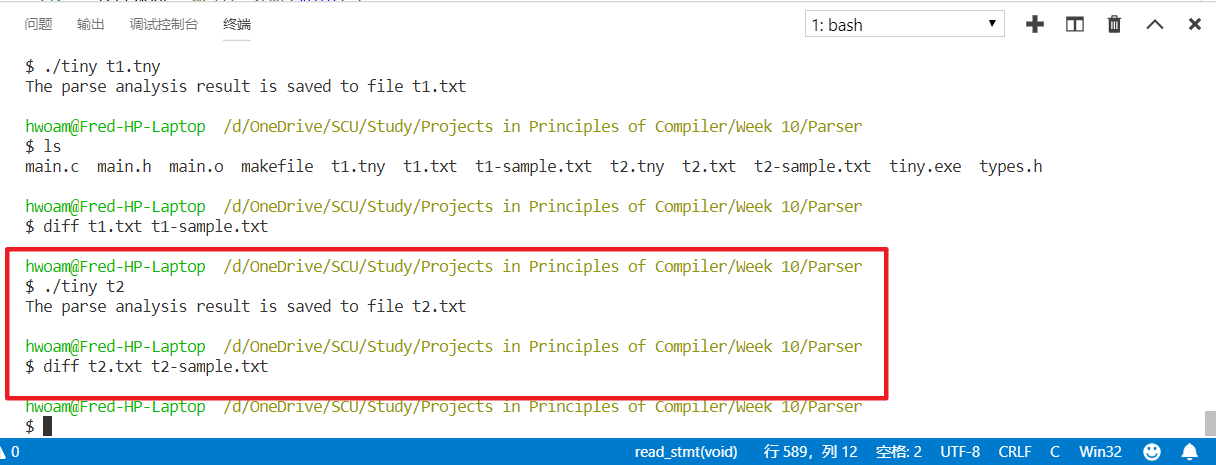 问题 输出 调试控制台 终端 1: bash
$ ./tiny t1.tny
The parse analysis result is saved to file t1.txt
hwoam@Fred-HP-Laptop /d/OneDrive/SCU/Study/Projects in Principles of Compiler/Week 10/Parser
$ ls
main.c main.h main.o makefile t1.tny t1.txt t1-sample.txt t2.tny t2.txt t2-sample.txt tiny.exe types.h
hwoam@Fred-HP-Laptop /d/OneDrive/SCU/Study/Projects in Principles of Compiler/Week 10/Parser
$ diff t1.txt t1-sample.txt
hwoam@Fred-HP-Laptop /d/OneDrive/SCU/Study/Projects in Principles of Compiler/Week 10/Parser
$ ./tiny t2
The parse analysis result is saved to file t2.txt
hwoam@Fred-HP-Laptop /d/OneDrive/SCU/Study/Projects in Principles of Compiler/Week 10/Parser
$ diff t2.txt t2-sample.txt
hwoam@Fred-HP-Laptop /d/OneDrive/SCU/Study/Projects in Principles of Compiler/Week 10/Parser
$
0 read_stmt(void) 行 589，列 12 空格: 2 UTF-8 CRLF C Win32